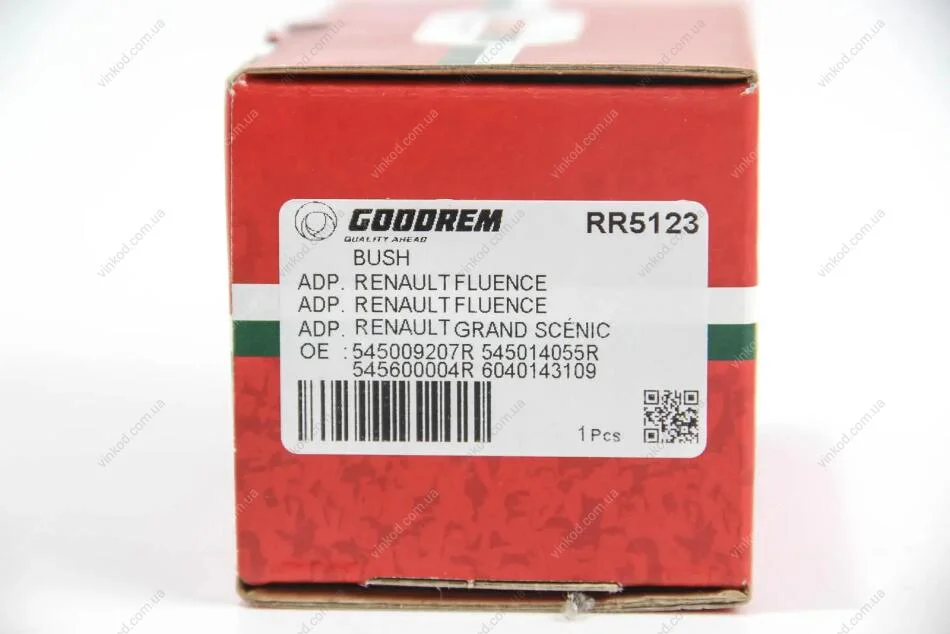 GOODREM
QUALITY AHEAD
RR5123
BUSH
ADP. RENAULT FLUENCE
ADP. RENAULT FLUENCE
ADP. RENAULT GRAND SCÉNIC
OE : 545009207R 545014055R
545600004R 6040143109
1 Pcs
vinkod.com.ua